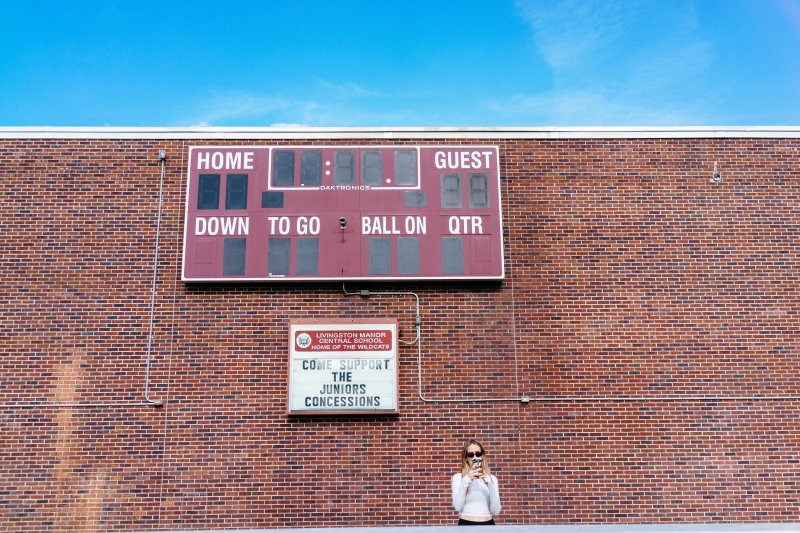 HOME GUEST
DAKTRONICS
DOWN TO GO BALL ON QTR
LIVINGSTON MANOR
CENTRAL SCHOOL
HOME OF THE WILDCATS
COME SUPPORT
THE
JUNIORS
CONCESSIONS